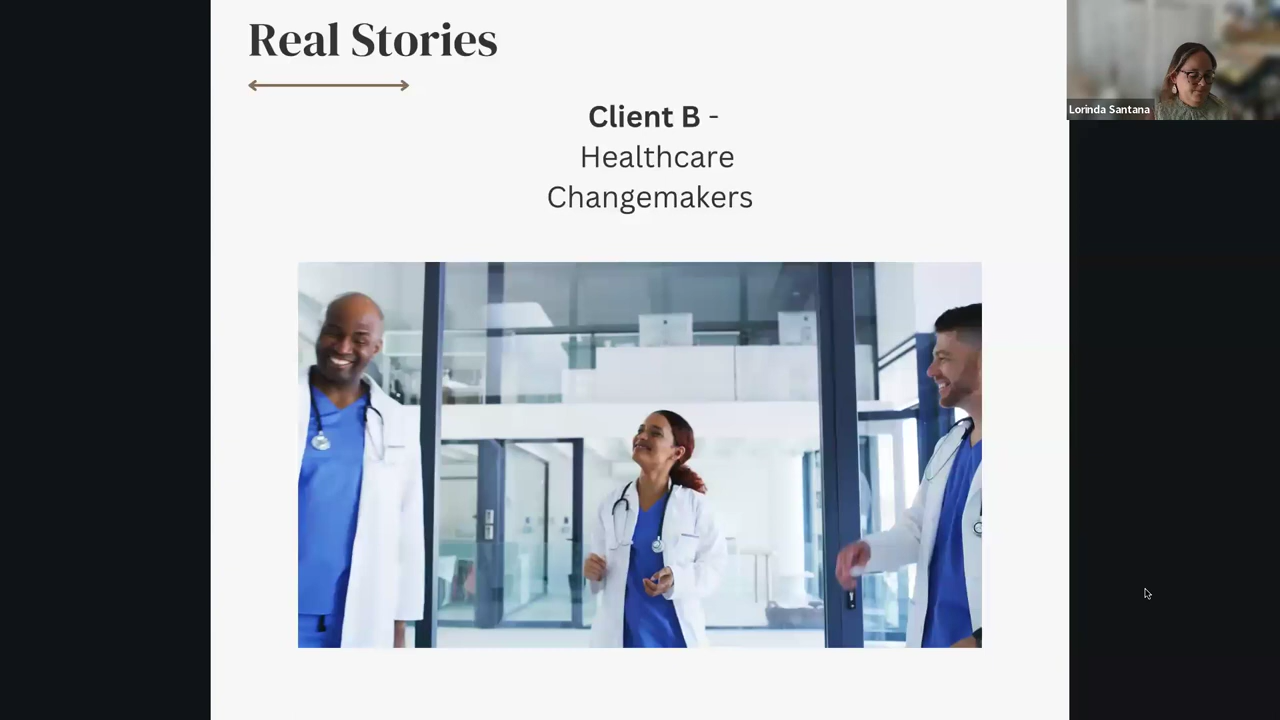 Real Stories
Client B -
Healthcare
Changemakers
Lorinda Santana